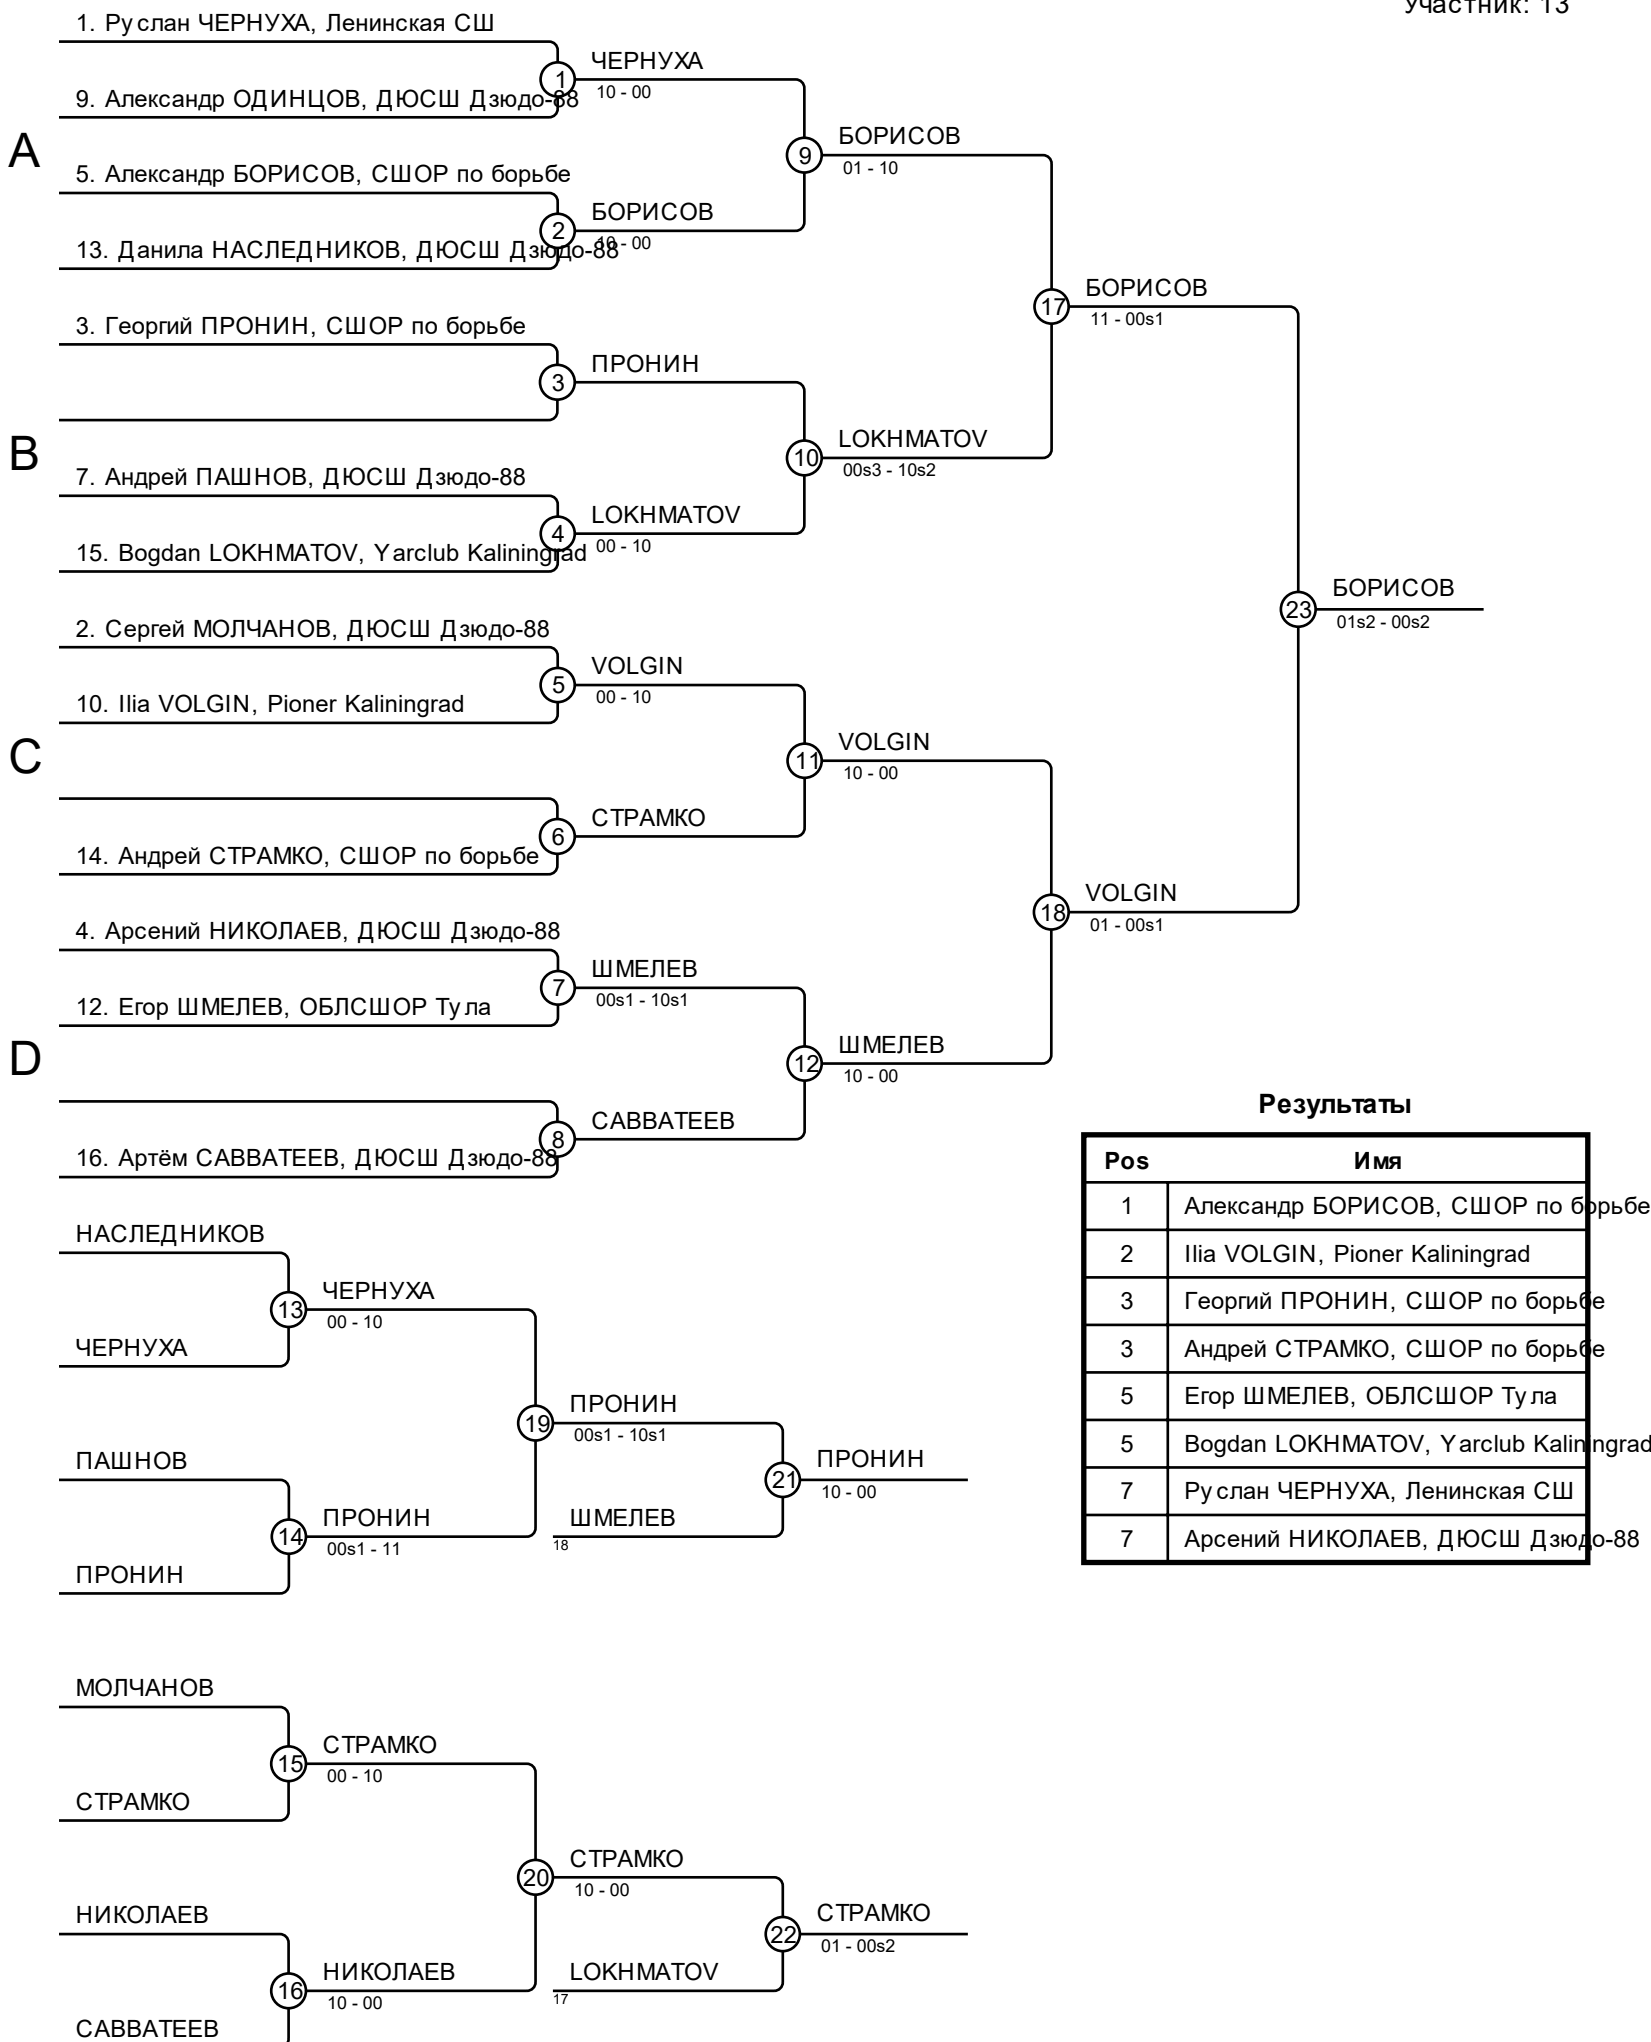 Участник: 13
1. Руслан ЧЕРНУХА, Ленинская СШ
1
ЧЕРНУХА
10 - 00
9. Александр ОДИНЦОВ, ДЮСШ Дзюдо-88
A
9
БОРИСОВ
01 - 10
5. Александр БОРИСОВ, СШОР по борьбе
2
БОРИСОВ
10 - 00
13. Данила НАСЛЕДНИКОВ, ДЮСШ Дзюдо-88
17
БОРИСОВ
11 - 00s1
3. Георгий ПРОНИН, СШОР по борьбе
3
ПРОНИН
B
10
LOKHMATOV
00s3 - 10s2
7. Андрей ПАШНОВ, ДЮСШ Дзюдо-88
4
LOKHMATOV
00 - 10
15. Bogdan LOKHMATOV, Yarclub Kaliningrad
23
БОРИСОВ
01s2 - 00s2
2. Сергей МОЛЧАНОВ, ДЮСШ Дзюдо-88
5
VOLGIN
00 - 10
10. Ilia VOLGIN, Pioner Kaliningrad
C
11
VOLGIN
10 - 00
6
СТРАМКО
14. Андрей СТРАМКО, СШОР по борьбе
18
VOLGIN
01 - 00s1
4. Арсений НИКОЛАЕВ, ДЮСШ Дзюдо-88
7
ШМЕЛЕВ
00s1 - 10s1
12. Егор ШМЕЛЕВ, ОБЛСШОР Тула
D
12
ШМЕЛЕВ
10 - 00
8
САВВАТЕЕВ
16. Артём САВВАТЕЕВ, ДЮСШ Дзюдо-88
Результаты
Pos Имя
1 Александр БОРИСОВ, СШОР по борьбе
2 Ilia VOLGIN, Pioner Kaliningrad
3 Георгий ПРОНИН, СШОР по борьбе
3 Андрей СТРАМКО, СШОР по борьбе
5 Егор ШМЕЛЕВ, ОБЛСШОР Тула
5 Bogdan LOKHMATOV, Yarclub Kaliningrad
7 Руслан ЧЕРНУХА, Ленинская СШ
7 Арсений НИКОЛАЕВ, ДЮСШ Дзюдо-88
НАСЛЕДНИКОВ
13
ЧЕРНУХА
00 - 10
ЧЕРНУХА
19
ПРОНИН
00s1 - 10s1
ПАШНОВ
14
ПРОНИН
00s1 - 11
ПРОНИН
21
ПРОНИН
10 - 00
ШМЕЛЕВ
18
МОЛЧАНОВ
15
СТРАМКО
00 - 10
СТРАМКО
20
СТРАМКО
10 - 00
НИКОЛАЕВ
16
НИКОЛАЕВ
10 - 00
САВВАТЕЕВ
22
СТРАМКО
01 - 00s2
LOKHMATOV
17